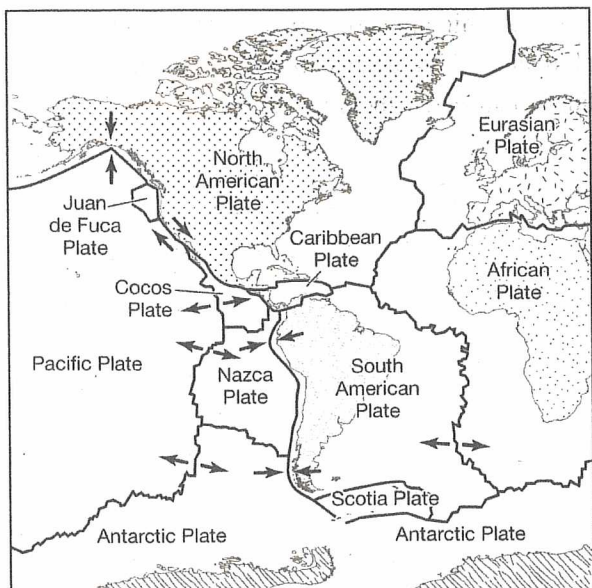 Eurasian
Plate
North
American
Plate
Juan
de Fuca
Plate
Caribbean
Plate
Cocos
Plate
African
Plate
Pacific Plate
Nazca
Plate
South
American
Plate
Scotia Plate
Antarctic Plate
Antarctic Plate